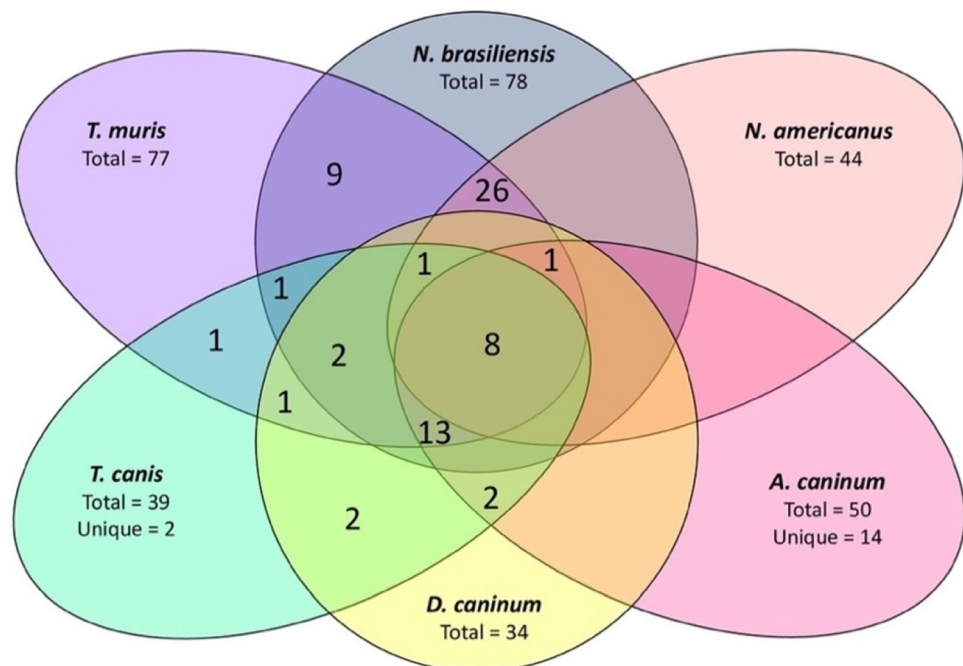 N. brasiliensis
Total = 78
T. muris
Total = 77
N. americanus
Total = 44
9
26
1
1
1
1
2
8
1
13
T. canis
Total = 39
Unique = 2
2
2
A. caninum
Total = 50
Unique = 14
D. caninum
Total = 34